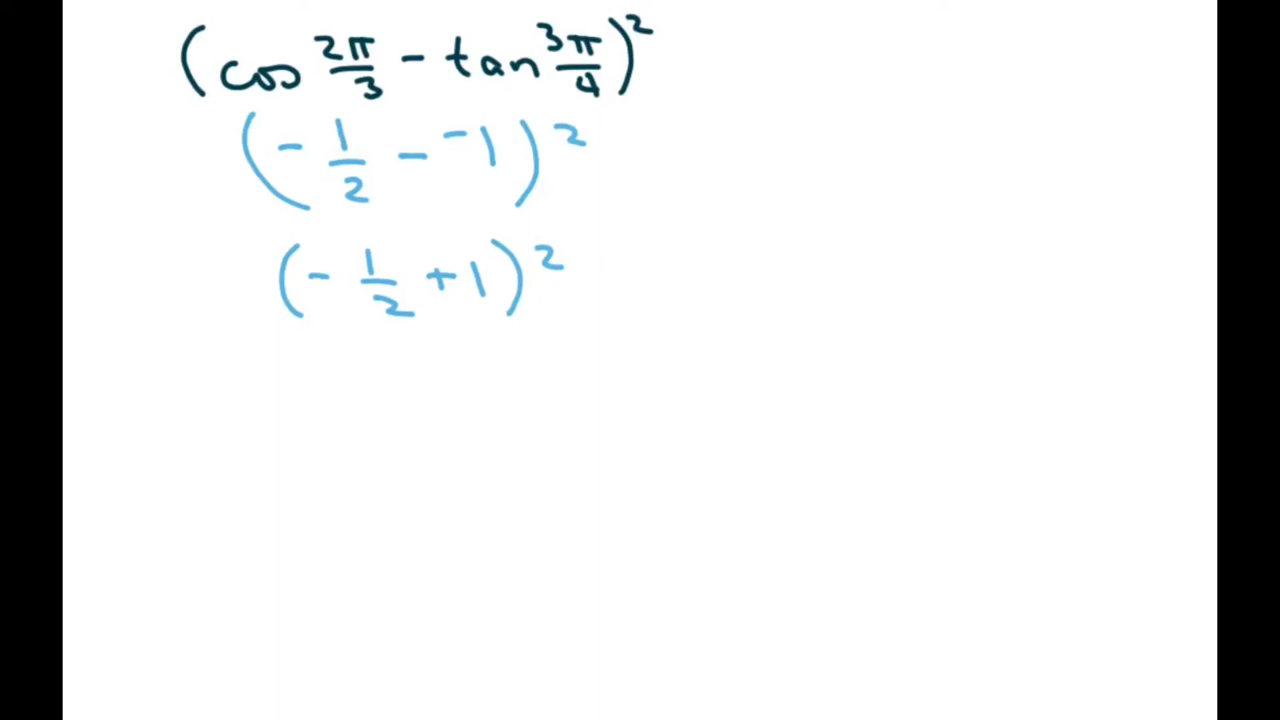 (cos 2π/3 - tan 3π/4)²
(- 1/2 - -1)²
(- 1/2 + 1)²